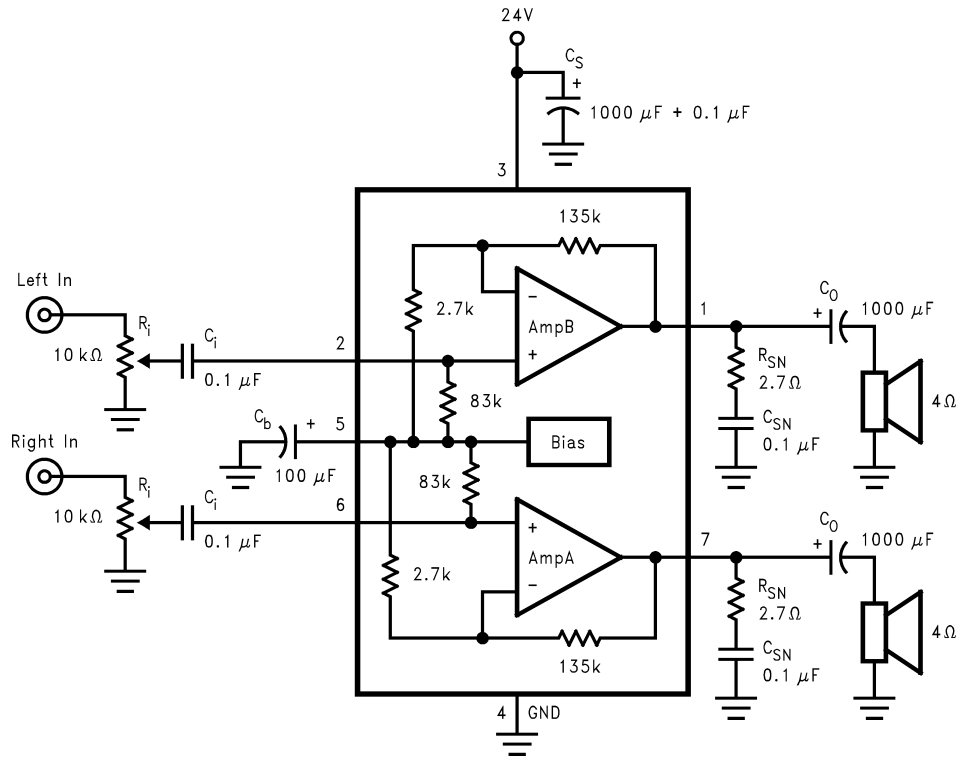 24V
C_S
+
1000 μF + 0.1 μF
3
135k
Left In
2.7k
−
AmpB
+
1
C_O
+
1000 μF
R_i
10 kΩ
C_i
0.1 μF
2
83k
R_SN
2.7Ω
C_SN
0.1 μF
4Ω
C_b
+
5
100 μF
Bias
Right In
R_i
10 kΩ
C_i
0.1 μF
6
83k
+
AmpA
−
2.7k
135k
7
C_O
+
1000 μF
R_SN
2.7Ω
C_SN
0.1 μF
4Ω
4 GND